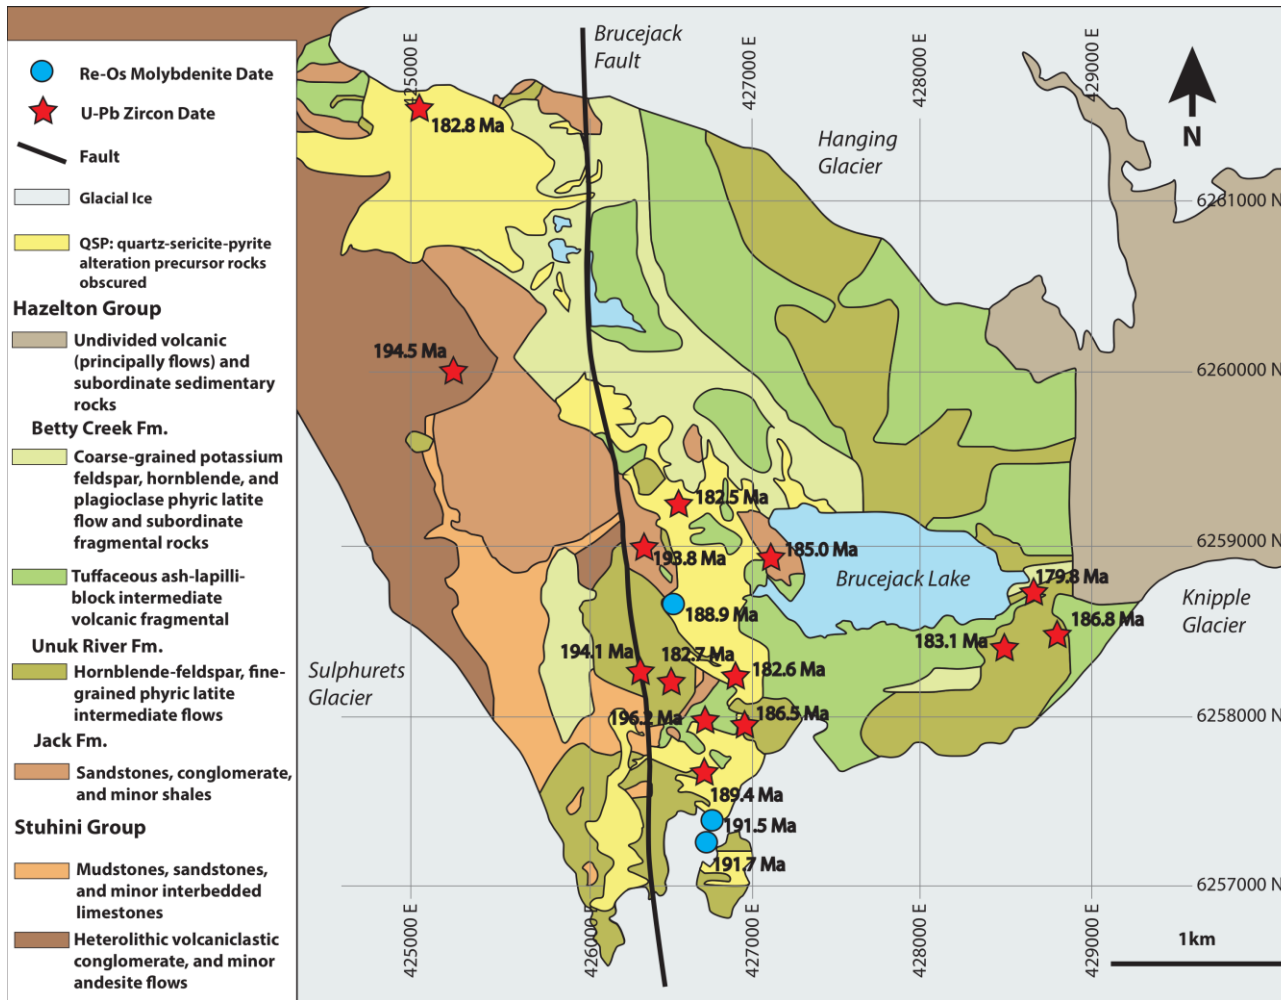 Re-Os Molybdenite Date
U-Pb Zircon Date
Fault
Glacial Ice
QSP: quartz-sericite-pyrite
alteration precursor rocks
obscured
Hazelton Group
Undivided volcanic
(principally flows) and
subordinate sedimentary
rocks
Betty Creek Fm.
Coarse-grained potassium
feldspar, hornblende, and
plagioclase phyric latite
flow and subordinate
fragmental rocks
Tuffaceous ash-lapilli-
block intermediate
volcanic fragmental
Unuk River Fm.
Hornblende-feldspar, fine-
grained phyric latite
intermediate flows
Jack Fm.
Sandstones, conglomerate,
and minor shales
Stuhini Group
Mudstones, sandstones,
and minor interbedded
limestones
Heterolithic volcaniclastic
conglomerate, and minor
andesite flows
Brucejack
Fault
425000 E
427000 E
428000 E
429000 E
N
182.8 Ma
Hanging
Glacier
6261000 N
194.5 Ma
6260000 N
182.5 Ma
193.8 Ma
185.0 Ma
6259000 N
Brucejack Lake
179.8 Ma
188.9 Ma
Knipple
Glacier
186.8 Ma
183.1 Ma
194.1 Ma
182.7 Ma
182.6 Ma
Sulphurets
Glacier
196.2 Ma
186.5 Ma
6258000 N
189.4 Ma
191.5 Ma
191.7 Ma
6257000 N
425000 E
426000 E
427000 E
428000 E
429000 E
1km